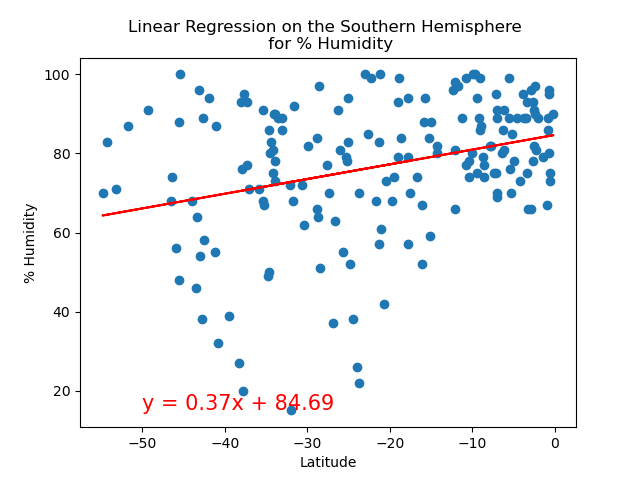 Linear Regression on the Southern Hemisphere
for % Humidity
100
80
60
40
20
% Humidity
y = 0.37x + 84.69
−50
−40
−30
−20
−10
0
Latitude